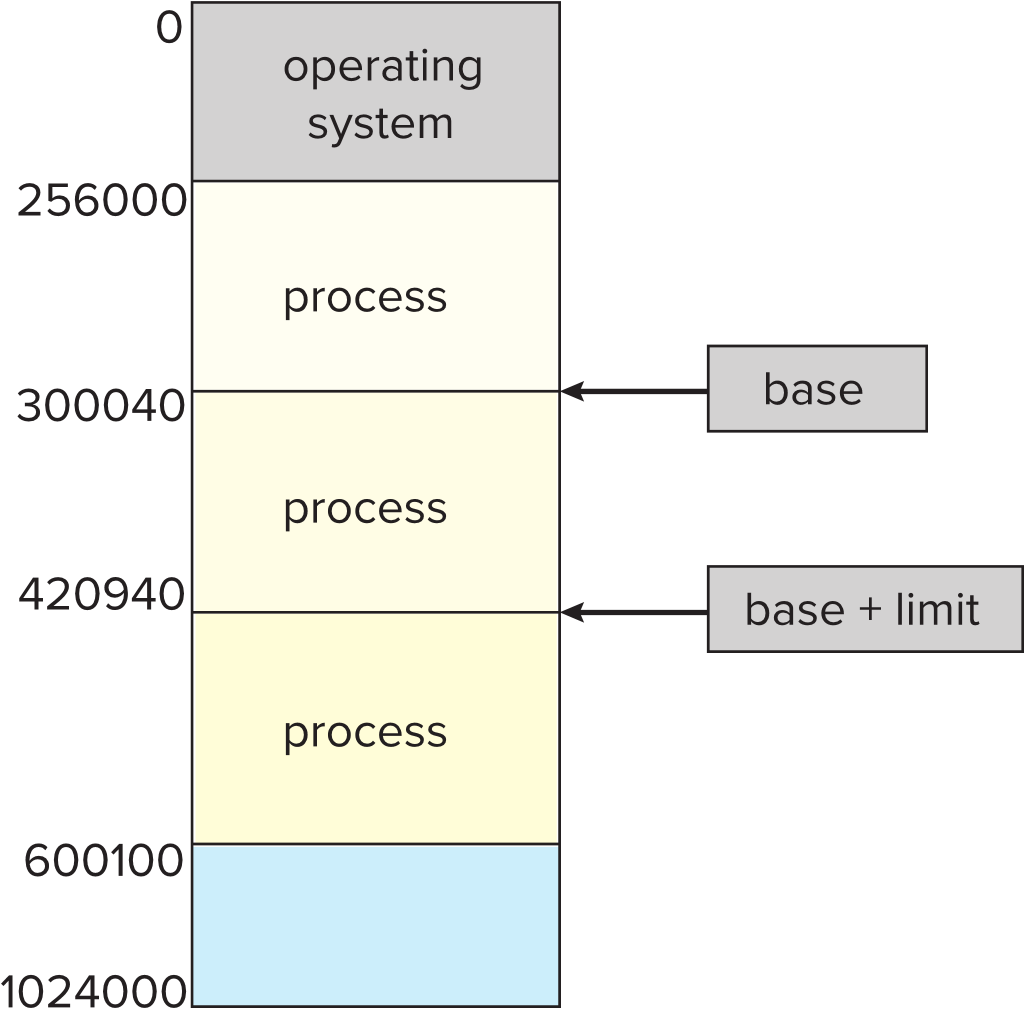 0
operating
system
256000
process
300040
base
process
420940
base + limit
process
600100
1024000